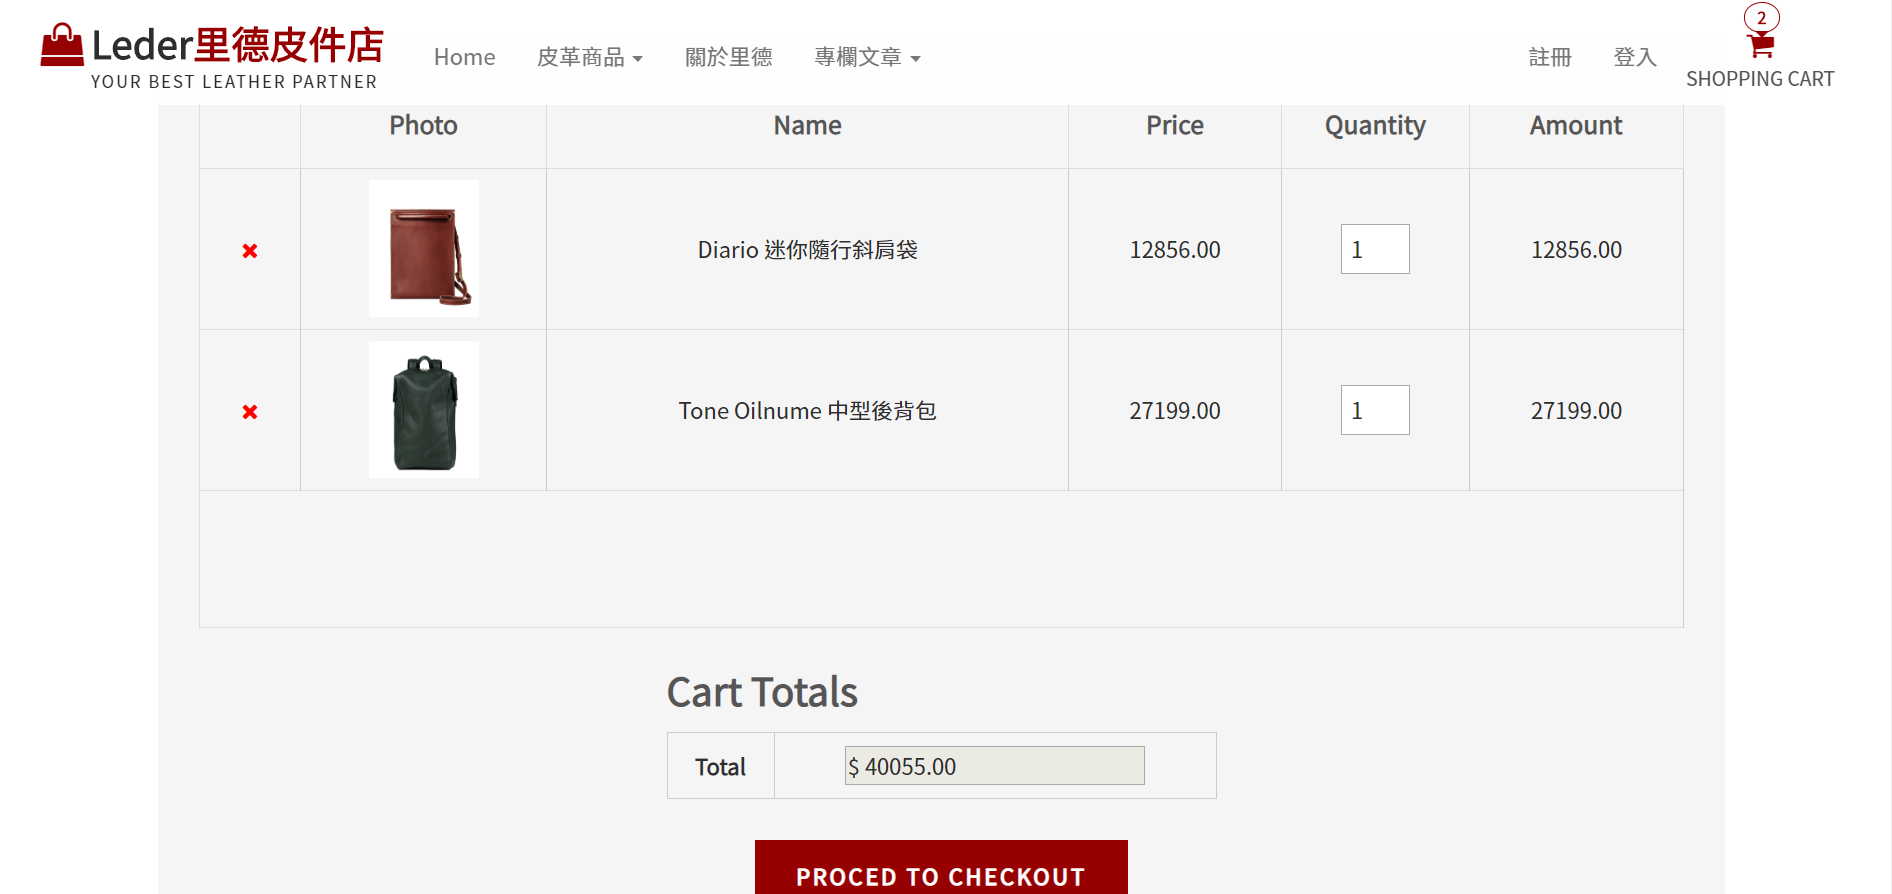 Leder里德皮件店
YOUR BEST LEATHER PARTNER
Home 皮革商品 關於里德 專欄文章 註冊 登入
2
SHOPPING CART
Photo Name Price Quantity Amount
Diario 迷你隨行斜肩袋 12856.00 1 12856.00
Tone Oilnume 中型後背包 27199.00 1 27199.00
Cart Totals
Total $ 40055.00
PROCED TO CHECKOUT